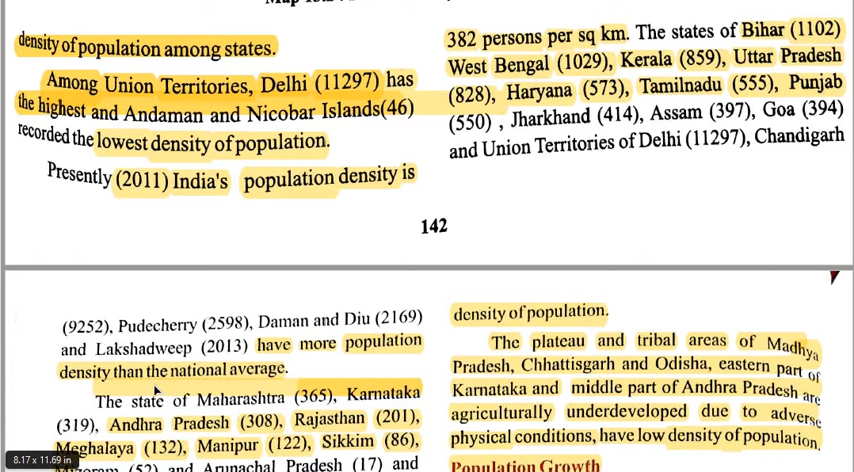 density of population among states.
Among Union Territories, Delhi (11297) has
the highest and Andaman and Nicobar Islands(46)
recorded the lowest density of population.
Presently (2011) India's population density is
382 persons per sq km. The states of Bihar (1102)
West Bengal (1029), Kerala (859), Uttar Pradesh
(828), Haryana (573), Tamilnadu (555), Punjab
(550) , Jharkhand (414), Assam (397), Goa (394)
and Union Territories of Delhi (11297), Chandigarh
142
(9252), Pudecherry (2598), Daman and Diu (2169)
and Lakshadweep (2013) have more population
density than the national average.
The state of Maharashtra (365), Karnataka
(319), Andhra Pradesh (308), Rajasthan (201),
Meghalaya (132), Manipur (122), Sikkim (86),
(52) and Arunachal Pradesh (17) and
density of population.
The plateau and tribal areas of Madhya
Pradesh, Chhattisgarh and Odisha, eastern part of
Karnataka and middle part of Andhra Pradesh are
agriculturally underdeveloped due to adverse
physical conditions, have low density of population.
Population Growth
8.17 x 11.69 in